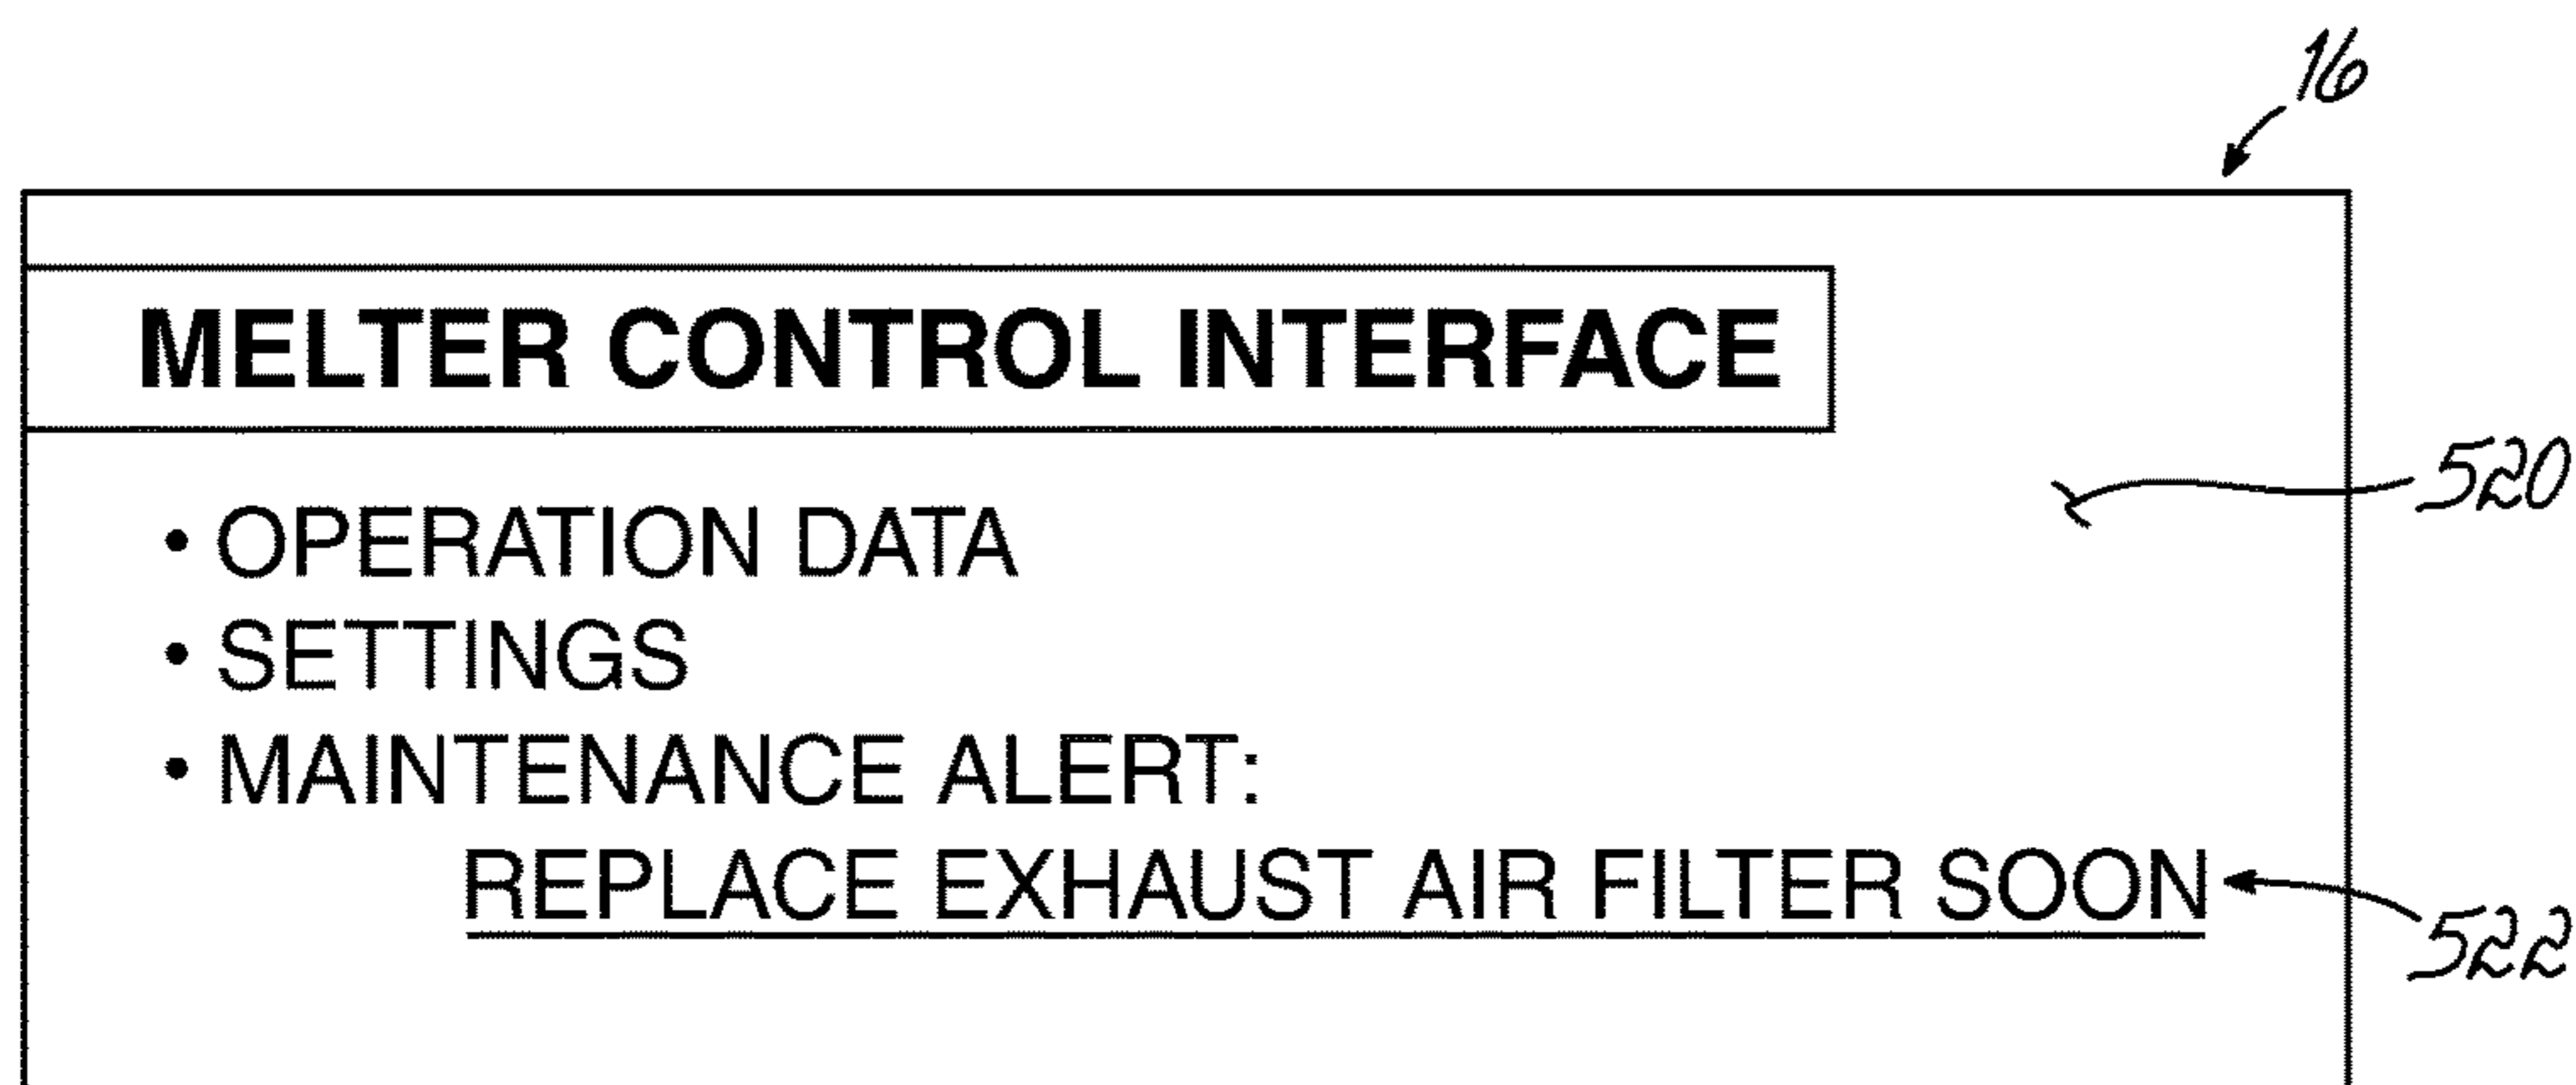 16
MELTER CONTROL INTERFACE
520
• OPERATION DATA
• SETTINGS
• MAINTENANCE ALERT:
REPLACE EXHAUST AIR FILTER SOON
522